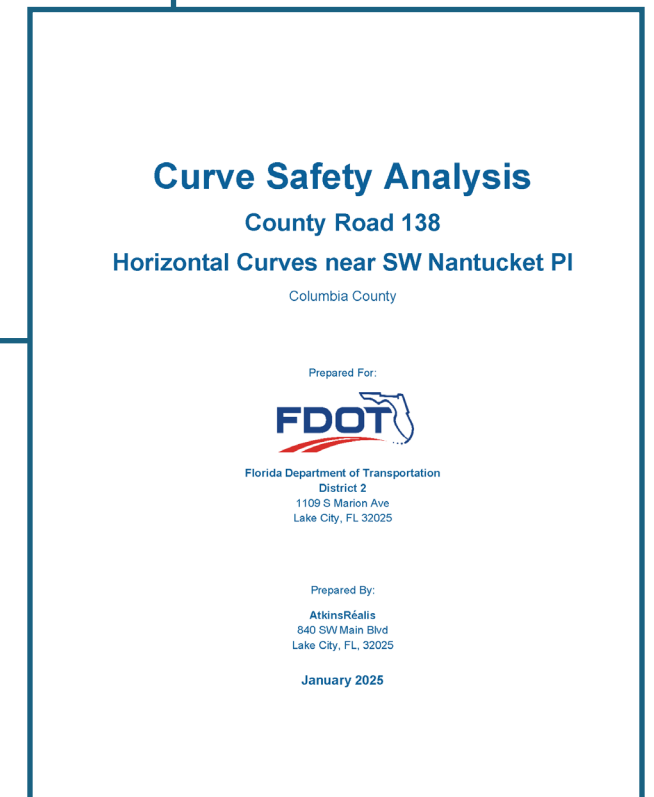 Curve Safety Analysis
County Road 138
Horizontal Curves near SW Nantucket Pl
Columbia County
Prepared For:
FDOT
Florida Department of Transportation
District 2
1109 S Marion Ave
Lake City, FL 32025
Prepared By:
AtkinsRéalis
840 SW Main Blvd
Lake City, FL, 32025
January 2025